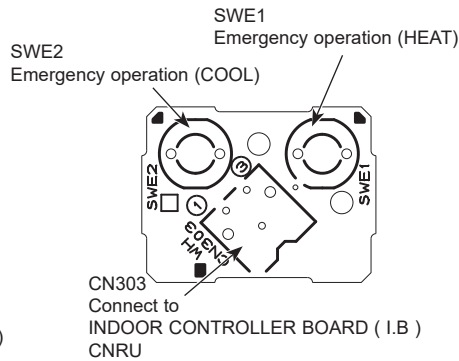 SWE1
Emergency operation (HEAT)
SWE2
Emergency operation (COOL)
SWE2
SWE1
3
1
CN303
WH
CN303
Connect to
INDOOR CONTROLLER BOARD ( I.B )
CNRU
)